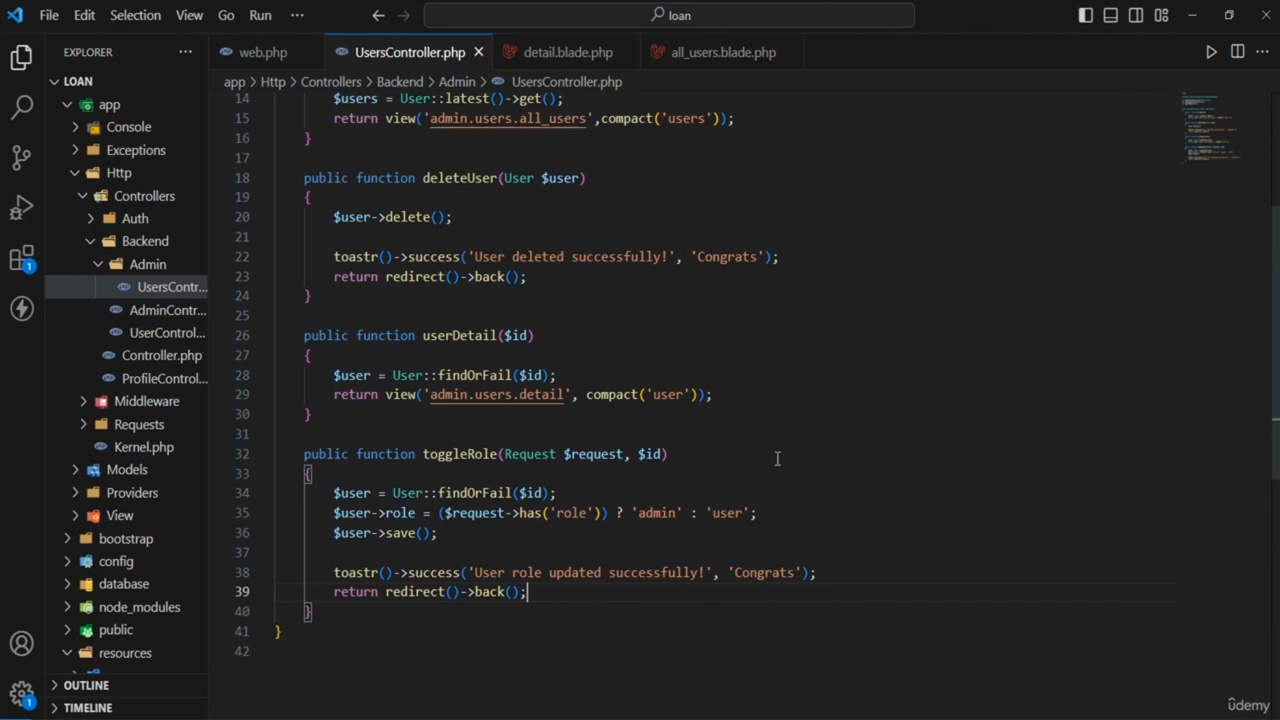 File Edit Selection View Go Run ··· loan
EXPLORER ···
web.php UsersController.php detail.blade.php all_users.blade.php ···
app > Http > Controllers > Backend > Admin > UsersController.php
LOAN
app
Console
Exceptions
Http
Controllers
Auth
Backend
Admin
UsersContr...
AdminContr...
UserControl...
Controller.php
ProfileControl...
Middleware
Requests
Kernel.php
Models
Providers
View
bootstrap
config
database
node_modules
public
resources
OUTLINE
TIMELINE
1
1
14 $users = User::latest()->get();
15 return view('admin.users.all_users',compact('users'));
16 }
17
18 public function deleteUser(User $user)
19 {
20 $user->delete();
21
22 toastr()->success('User deleted successfully!', 'Congrats');
23 return redirect()->back();
24 }
25
26 public function userDetail($id)
27 {
28 $user = User::findOrFail($id);
29 return view('admin.users.detail', compact('user'));
30 }
31
32 public function toggleRole(Request $request, $id)
33 {
34 $user = User::findOrFail($id);
35 $user->role = ($request->has('role')) ? 'admin' : 'user';
36 $user->save();
37
38 toastr()->success('User role updated successfully!', 'Congrats');
39 return redirect()->back();
40 }
41 }
42
ûdemy